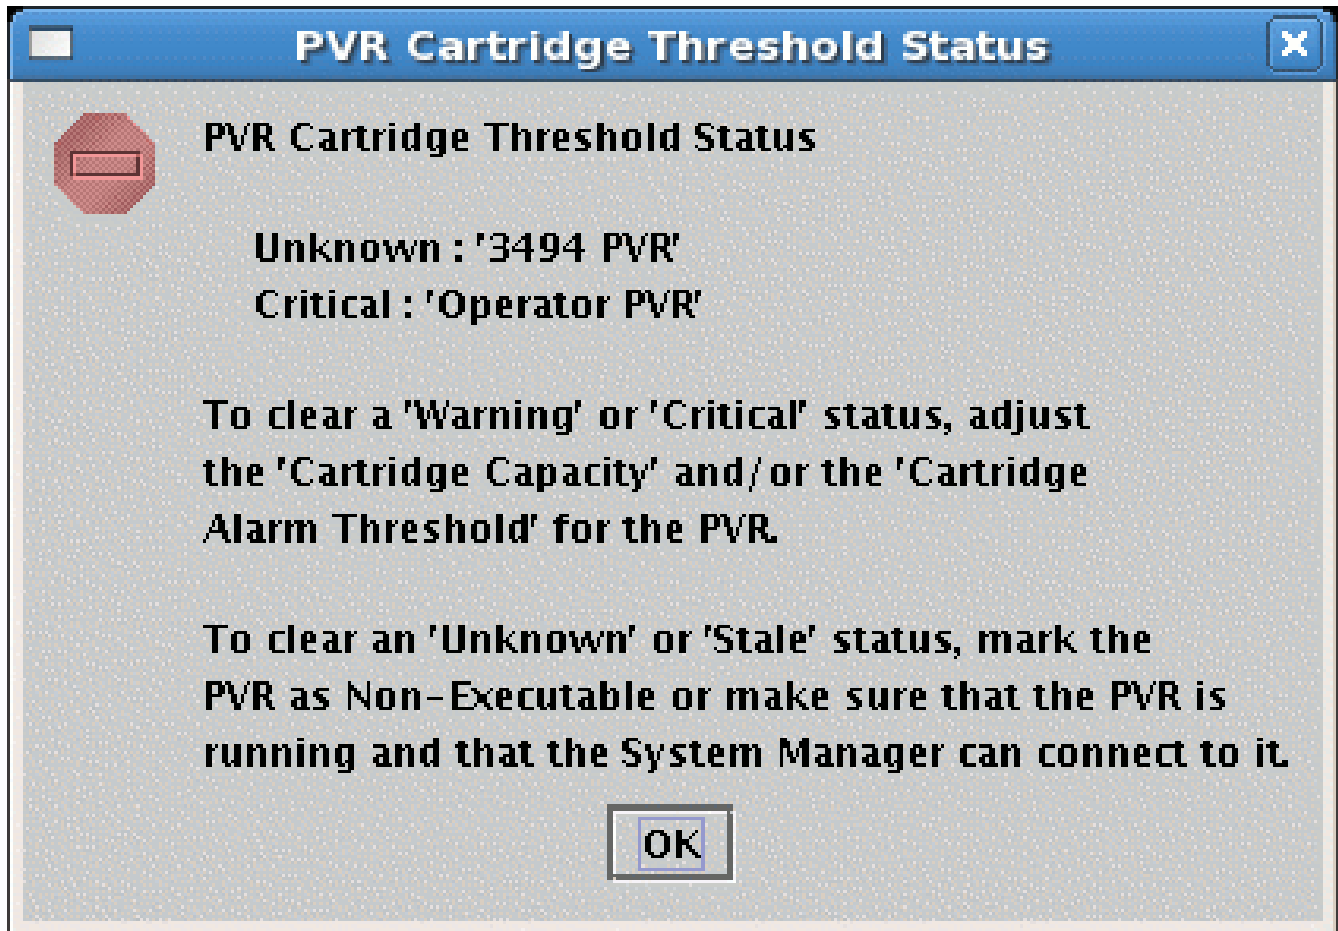 PVR Cartridge Threshold Status
PVR Cartridge Threshold Status
Unknown : '3494 PVR'
Critical : 'Operator PVR'
To clear a 'Warning' or 'Critical' status, adjust
the 'Cartridge Capacity' and/or the 'Cartridge
Alarm Threshold' for the PVR.
To clear an 'Unknown' or 'Stale' status, mark the
PVR as Non-Executable or make sure that the PVR is
running and that the System Manager can connect to it.
OK